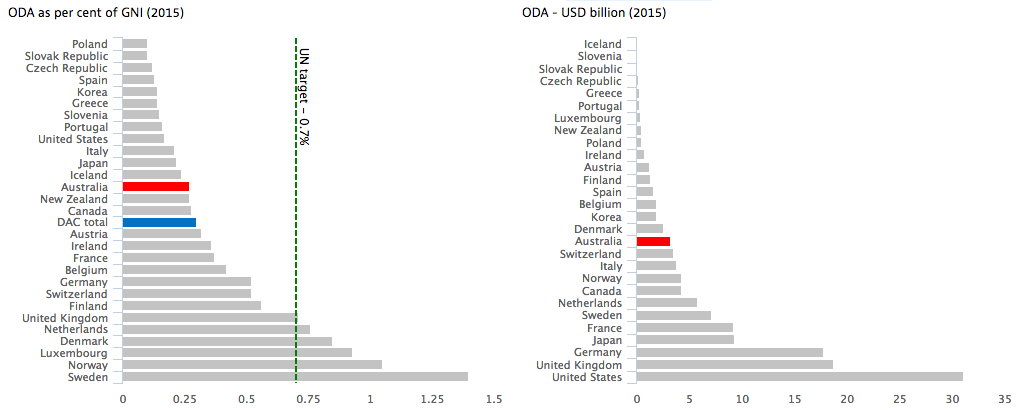 ODA as per cent of GNI (2015)
Poland
Slovak Republic
Czech Republic
Spain
Korea
Greece
Slovenia
Portugal
United States
Italy
Japan
Iceland
Australia
New Zealand
Canada
DAC total
Austria
Ireland
France
Belgium
Germany
Switzerland
Finland
United Kingdom
Netherlands
Denmark
Luxembourg
Norway
Sweden
UN target - 0.7%
0 0.25 0.5 0.75 1 1.25 1.5
ODA - USD billion (2015)
Iceland
Slovenia
Slovak Republic
Czech Republic
Greece
Portugal
Luxembourg
New Zealand
Poland
Ireland
Austria
Finland
Spain
Belgium
Korea
Denmark
Australia
Switzerland
Italy
Norway
Canada
Netherlands
Sweden
France
Japan
Germany
United Kingdom
United States
0 5 10 15 20 25 30 35